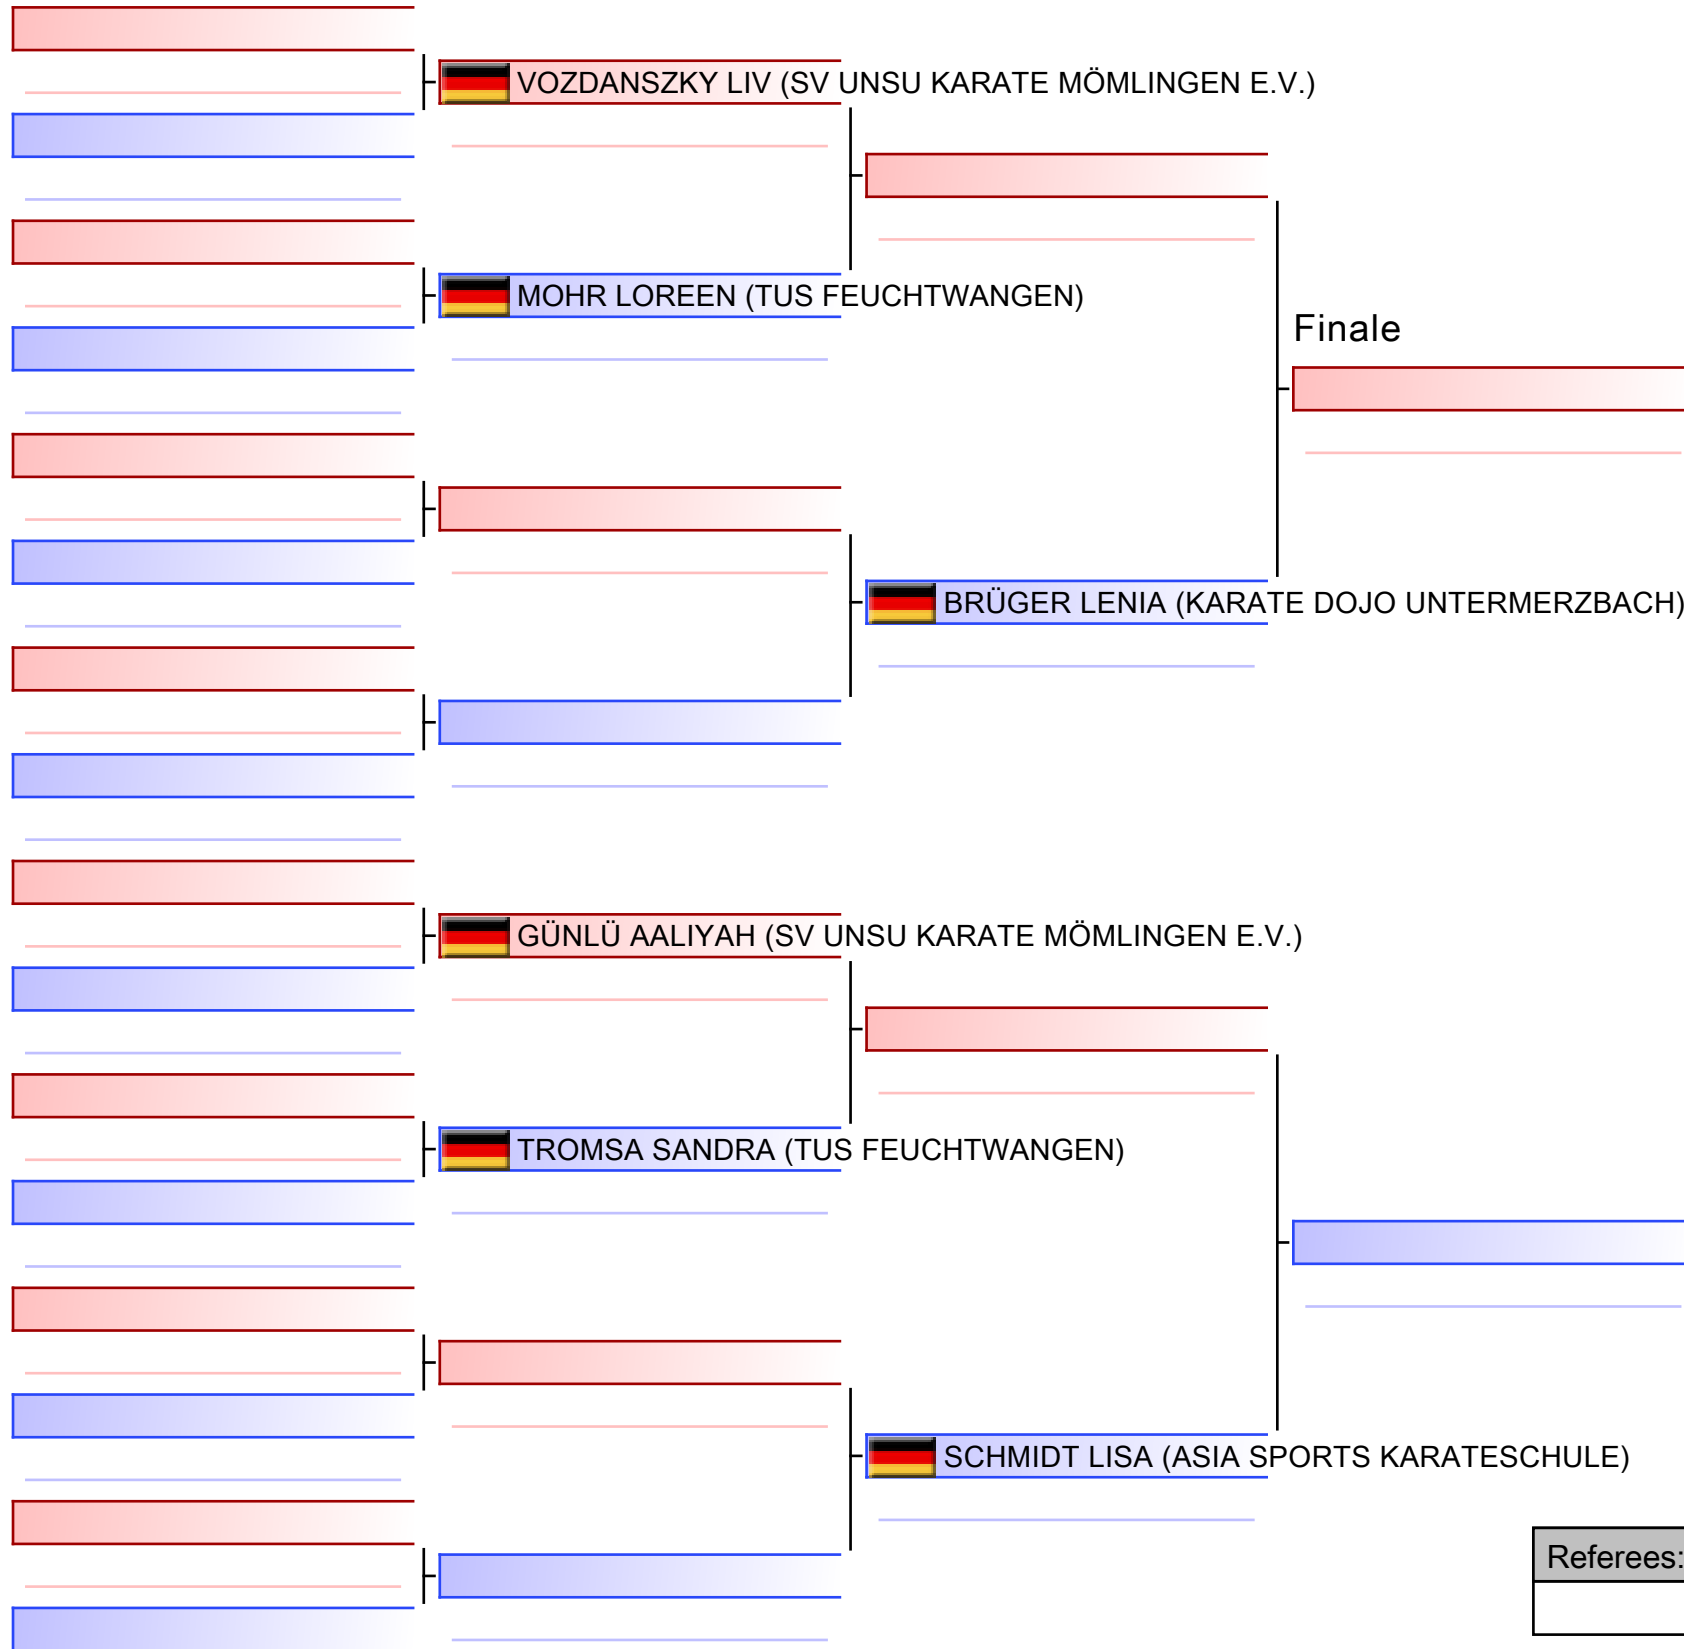 VOZDANSZKY LIV (SV UNSU KARATE MÖMLINGEN E.V.)
MOHR LOREEN (TUS FEUCHTWANGEN)
Finale
BRÜGER LENIA (KARATE DOJO UNTERMERZBACH)
GÜNLÜ AALIYAH (SV UNSU KARATE MÖMLINGEN E.V.)
TROMSA SANDRA (TUS FEUCHTWANGEN)
SCHMIDT LISA (ASIA SPORTS KARATESCHULE)
Referees: